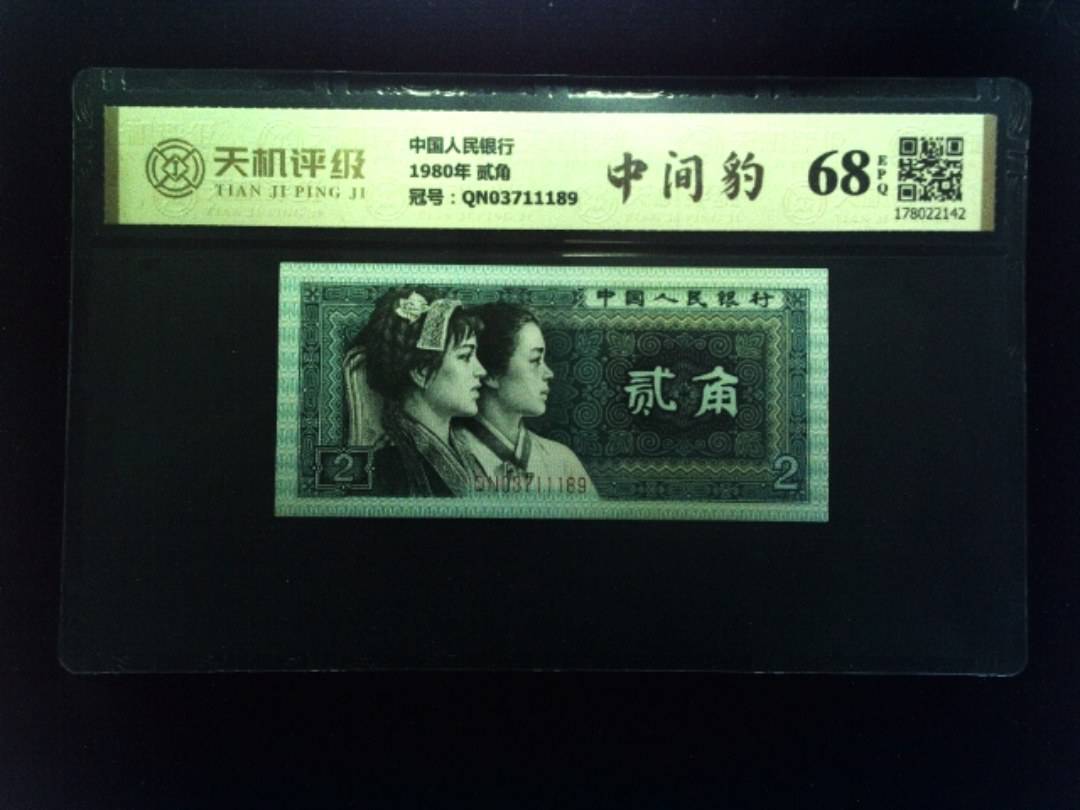 天机评级
TIAN JI PING JI
中国人民银行
1980年 贰角
冠号：QN03711189
中间豹
68
EPQ
178022142
中国人民银行
贰角
2
2
QN03711189